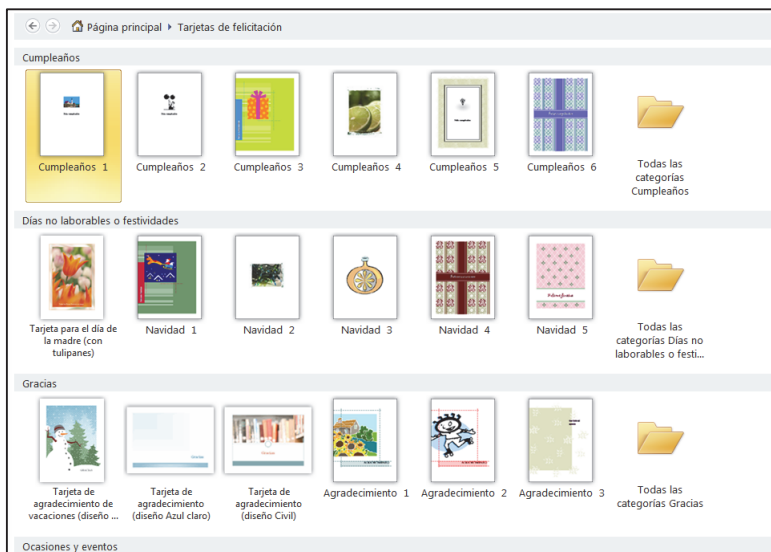 Página principal ▸ Tarjetas de felicitación
Cumpleaños
Cumpleaños 1
Cumpleaños 2
Cumpleaños 3
Cumpleaños 4
Cumpleaños 5
Cumpleaños 6
Todas las
categorías
Cumpleaños
Días no laborables o festividades
Tarjeta para el día de
la madre (con
tulipanes)
Navidad 1
Navidad 2
Navidad 3
Navidad 4
Navidad 5
Todas las
categorías Días no
laborables o festi...
Gracias
Tarjeta de
agradecimiento de
vacaciones (diseño ...
Gracias
Tarjeta de
agradecimiento
(diseño Azul claro)
Gracias
Tarjeta de
agradecimiento
(diseño Civil)
Agradecimiento 1
Agradecimiento 2
Agradecimiento 3
Todas las
categorías Gracias
Ocasiones y eventos